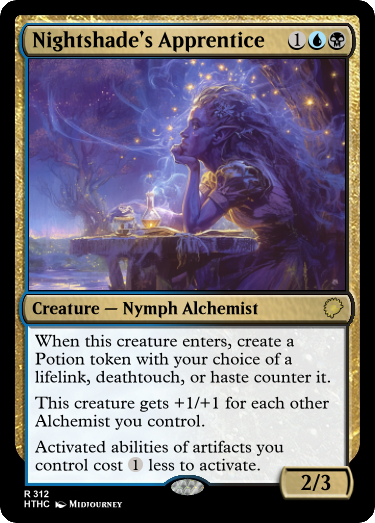 Nightshade's Apprentice 1
Creature — Nymph Alchemist
When this creature enters, create a
Potion token with your choice of a
lifelink, deathtouch, or haste counter it.
This creature gets +1/+1 for each other
Alchemist you control.
Activated abilities of artifacts you
control cost 1 less to activate.
2/3
R 312
HTHC Midjourney